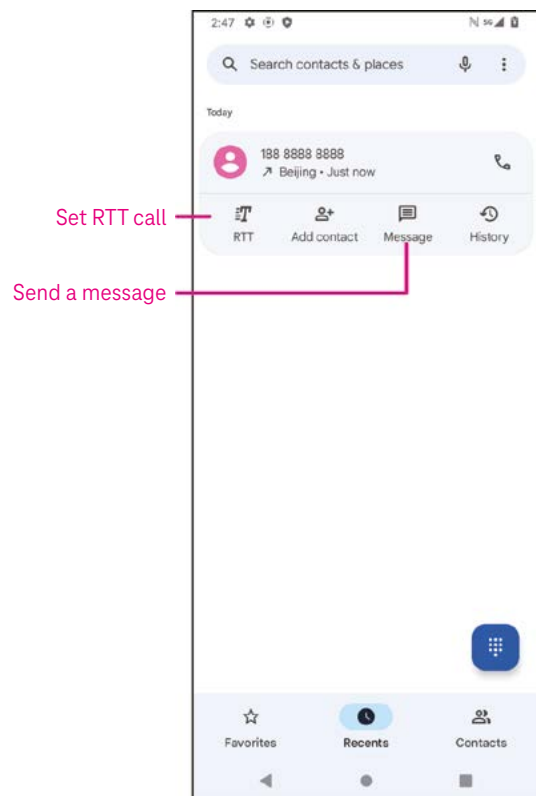 2:47
5G
Search contacts & places
Today
188 8888 8888
Beijing • Just now
Set RTT call
RTT Add contact Message History
Send a message
Favorites Recents Contacts